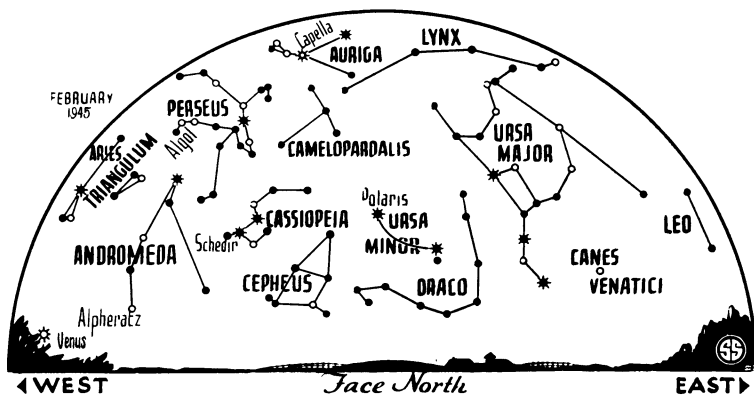 Capella
AURIGA
LYNX
FEBRUARY
1945
PERSEUS
Algol
ARIES
TRIANGULUM
CAMELOPARDALIS
URSA
MAJOR
Polaris
URSA
MINOR
CASSIOPEIA
Schedir
LEO
ANDROMEDA
CEPHEUS
DRACO
CANES
VENATICI
Alpheratz
Venus
SS
WEST
Face North
EAST